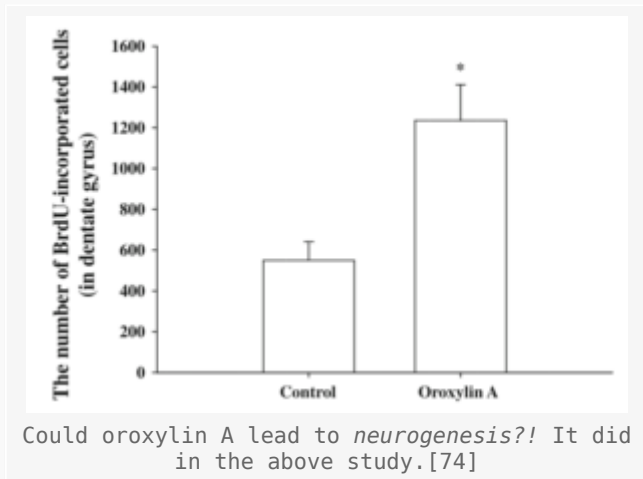 The number of BrdU-incorporated cells
(in dentate gyrus)
1600
1400
1200
1000
800
600
400
200
0
*
Control Oroxylin A
Could oroxylin A lead to neurogenesis?! It did
in the above study.[74]